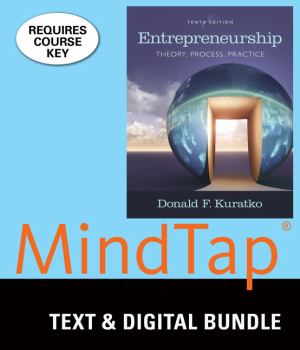 REQUIRES
COURSE
KEY
TENTH EDITION
Entrepreneurship
THEORY, PROCESS, PRACTICE
Donald F. Kuratko
MindTap®
TEXT & DIGITAL BUNDLE